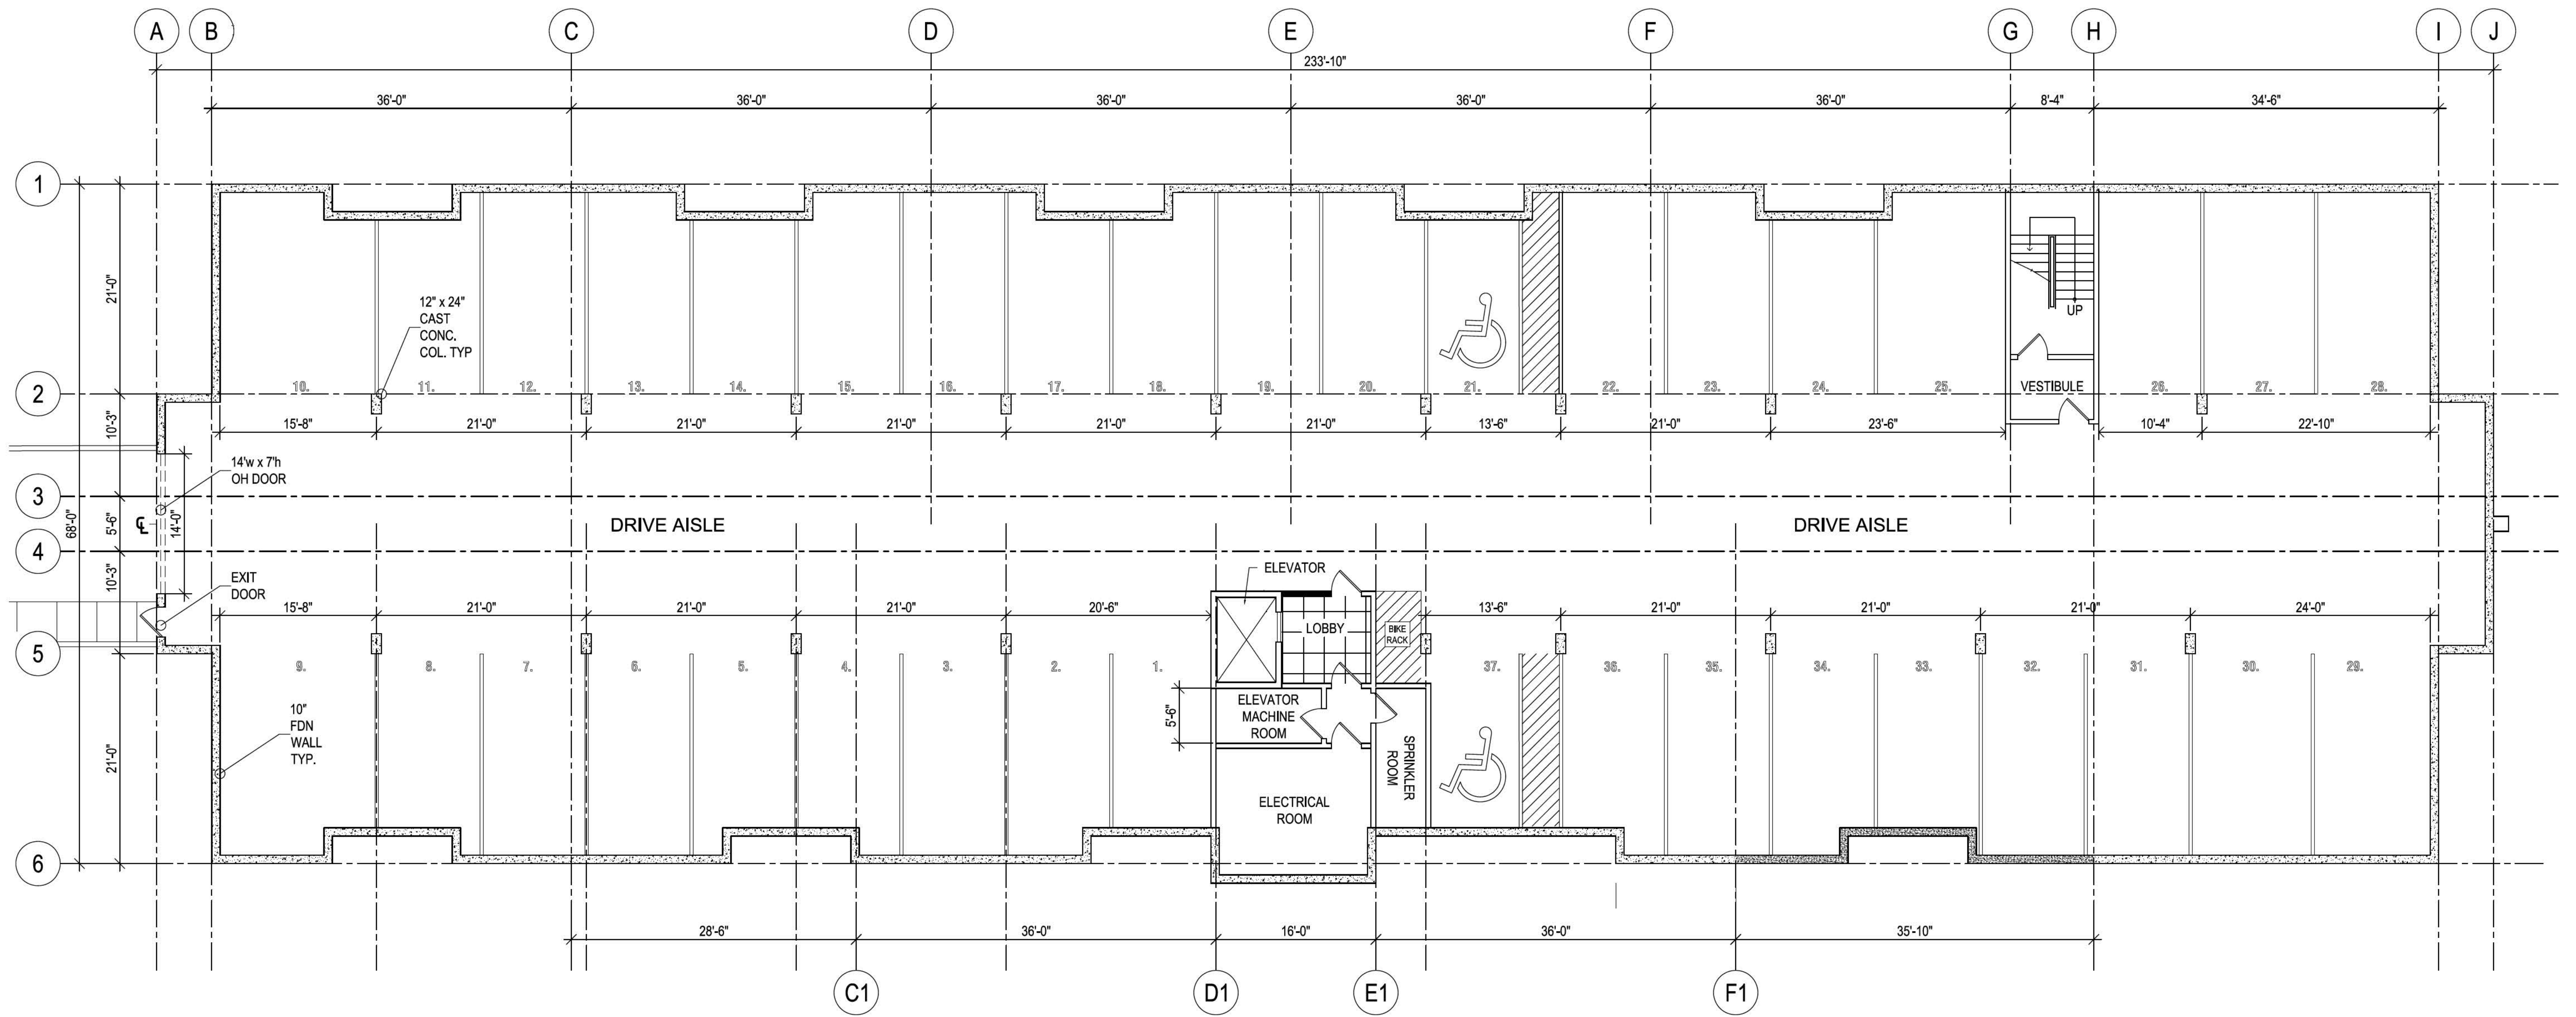 A B C D E F G H I J
233'-10"
36'-0" 36'-0" 36'-0" 36'-0" 36'-0" 8'-4" 34'-6"
1
21'-0"
12" x 24"
CAST
CONC.
COL. TYP
UP
2
10. 11. 12. 13. 14. 15. 16. 17. 18. 19. 20. 21. 22. 23. 24. 25. VESTIBULE 26. 27. 28.
10'-3"
15'-8" 21'-0" 21'-0" 21'-0" 21'-0" 21'-0" 13'-6" 21'-0" 23'-6" 10'-4" 22'-10"
14'w x 7'h
OH DOOR
3
68'-0"
5'-6"
℄
14'-0"
DRIVE AISLE DRIVE AISLE
4
10'-3"
EXIT
DOOR
ELEVATOR
15'-8" 21'-0" 21'-0" 21'-0" 20'-6" 13'-6" 21'-0" 21'-0" 21'-0" 24'-0"
LOBBY
BIKE
RACK
5
9. 8. 7. 6. 5. 4. 3. 2. 1. 37. 36. 35. 34. 33. 32. 31. 30. 29.
21'-0"
10"
FDN
WALL
TYP.
5'-6"
ELEVATOR
MACHINE
ROOM
SPRINKLER
ROOM
ELECTRICAL
ROOM
6
28'-6" 36'-0" 16'-0" 36'-0" 35'-10"
C1 D1 E1 F1